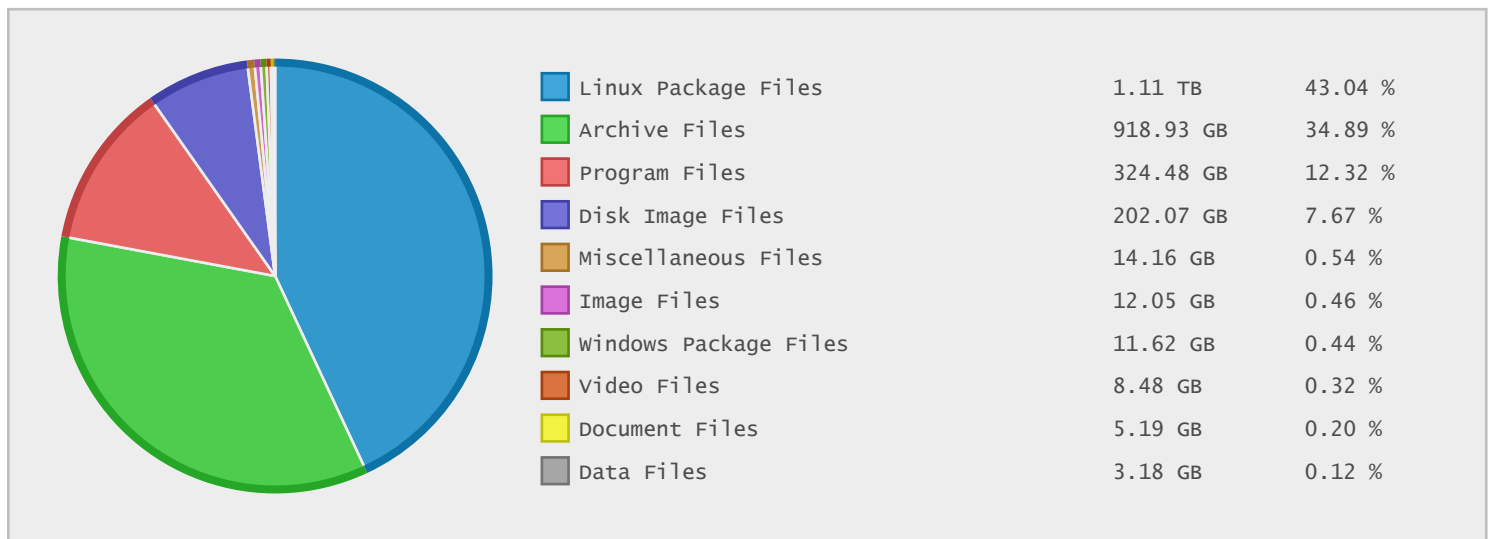 Linux Package Files 1.11 TB 43.04 %
Archive Files 918.93 GB 34.89 %
Program Files 324.48 GB 12.32 %
Disk Image Files 202.07 GB 7.67 %
Miscellaneous Files 14.16 GB 0.54 %
Image Files 12.05 GB 0.46 %
Windows Package Files 11.62 GB 0.44 %
Video Files 8.48 GB 0.32 %
Document Files 5.19 GB 0.20 %
Data Files 3.18 GB 0.12 %